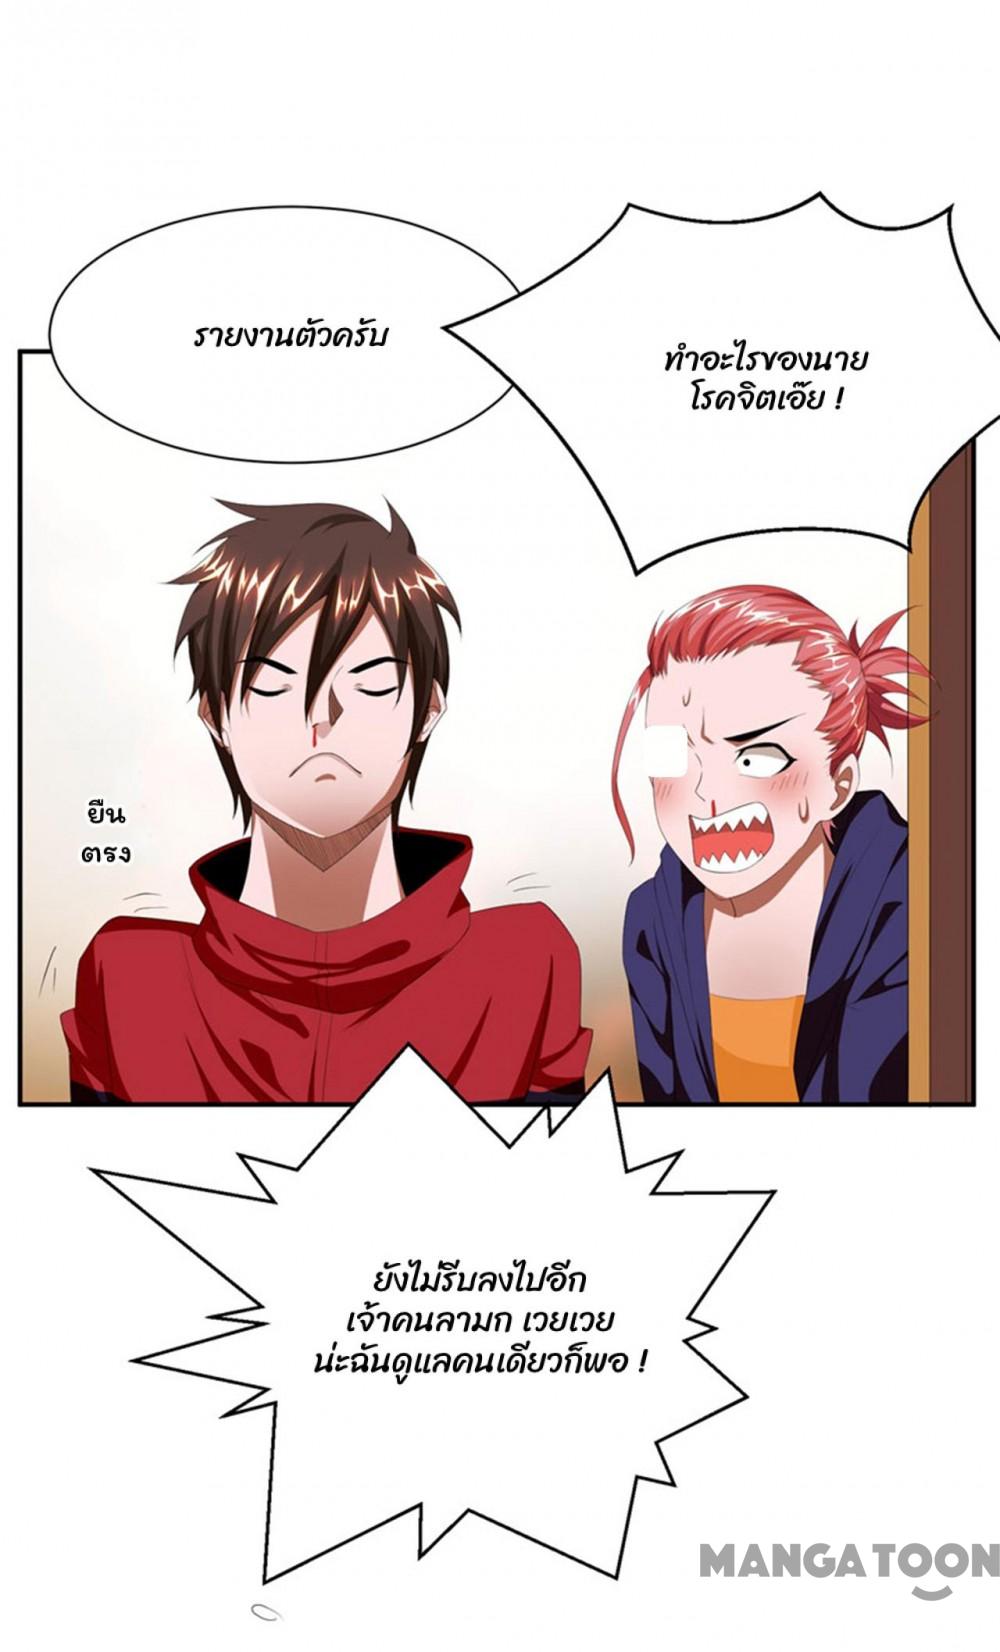 รายงานตัวครับ
ทำอะไรของนาย
โรคจิตเอ๊ย !
ยืน
ตรง
ยังไม่รีบลงไปอีก
เจ้าคนลามก เวยเวย
น่ะฉันดูแลคนเดียวก็พอ !
MANGATOON